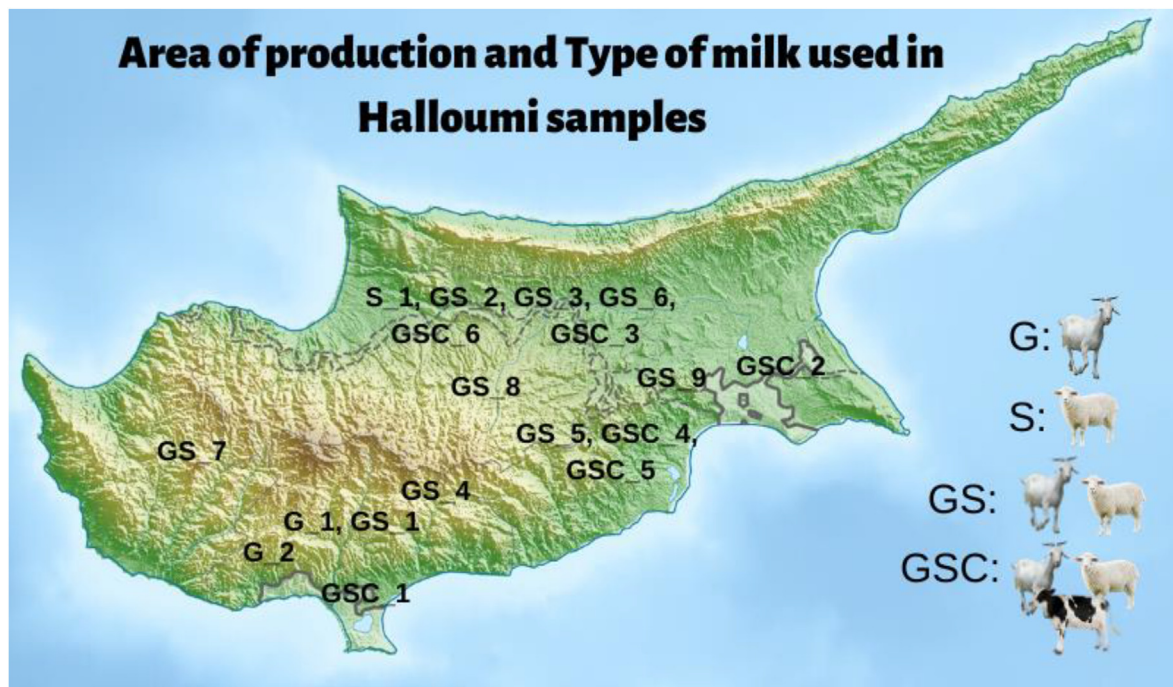 Area of production and Type of milk used in
Halloumi samples
S_1, GS_2, GS_3, GS_6,
GSC_6 GSC_3
GSC_2
GS_9
GS_8
GS_5, GSC_4,
GSC_5
GS_7
GS_4
G_1, GS_1
G_2
GSC_1
G:
S:
GS:
GSC: